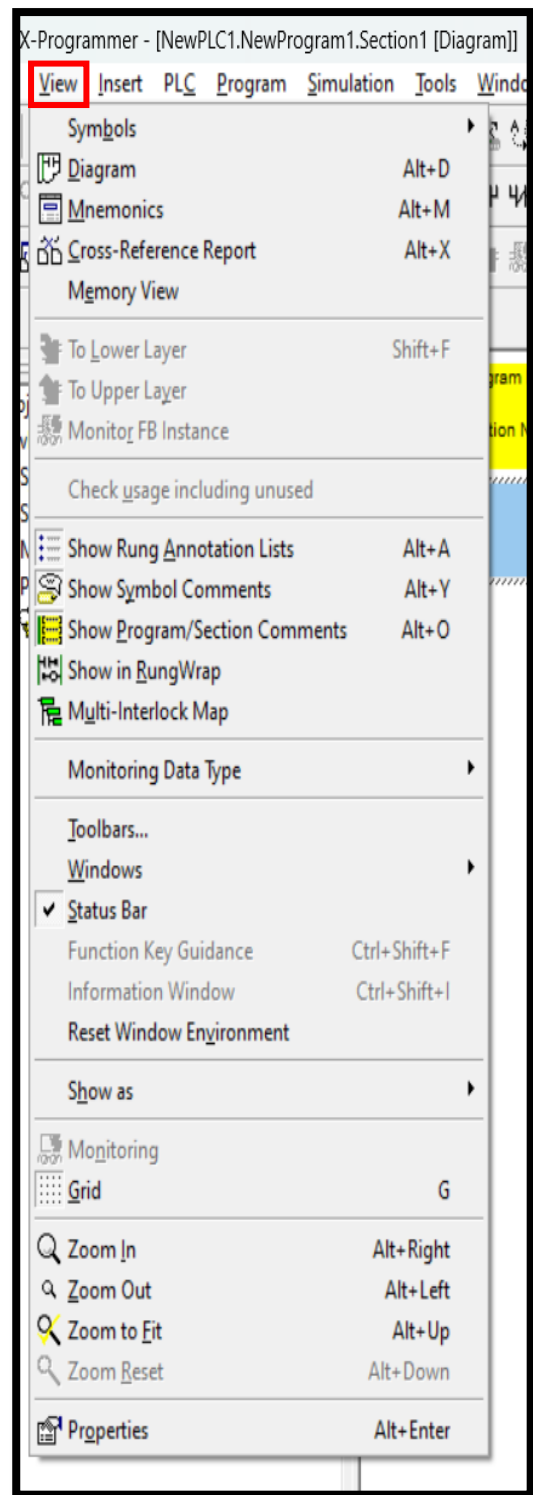 X-Programmer - [NewPLC1.NewProgram1.Section1 [Diagram]]
View Insert PLC Program Simulation Tools
Symbols
Diagram Alt+D
Mnemonics Alt+M
Cross-Reference Report Alt+X
Memory View
To Lower Layer Shift+F
To Upper Layer
Monitor FB Instance
Check usage including unused
Show Rung Annotation Lists Alt+A
Show Symbol Comments Alt+Y
Show Program/Section Comments Alt+O
Show in RungWrap
Multi-Interlock Map
Monitoring Data Type
Toolbars...
Windows
Status Bar
Function Key Guidance Ctrl+Shift+F
Information Window Ctrl+Shift+I
Reset Window Environment
Show as
Monitoring
Grid G
Zoom In Alt+Right
Zoom Out Alt+Left
Zoom to Fit Alt+Up
Zoom Reset Alt+Down
Properties Alt+Enter